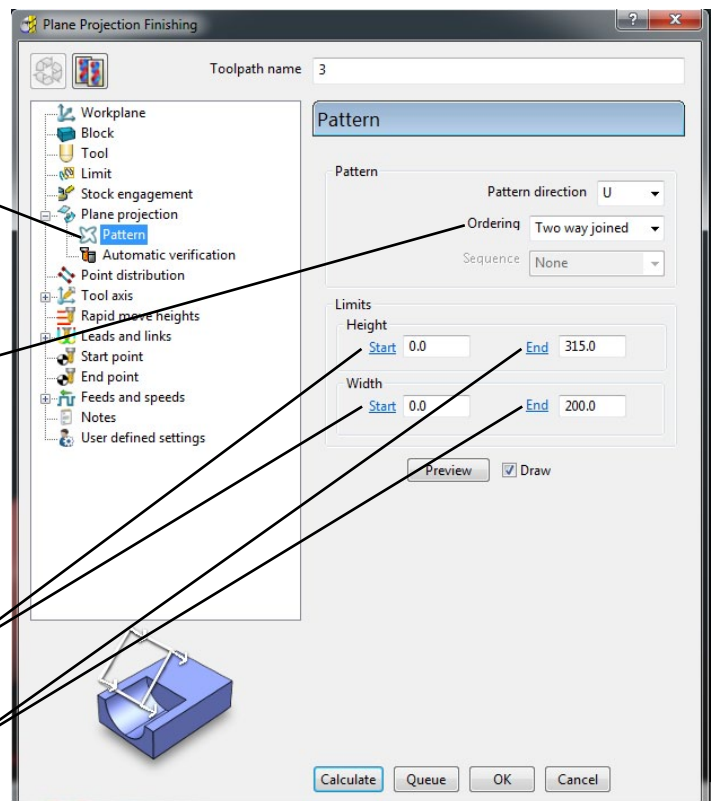 Plane Projection Finishing
?
X
Toolpath name 3
Workplane
Block
Tool
Limit
Stock engagement
Plane projection
Pattern
Automatic verification
Point distribution
Tool axis
Rapid move heights
Leads and links
Start point
End point
Feeds and speeds
Notes
User defined settings
Pattern
Pattern
Pattern direction U
Ordering Two way joined
Sequence None
Limits
Height
Start 0.0 End 315.0
Width
Start 0.0 End 200.0
Preview Draw
Calculate Queue OK Cancel